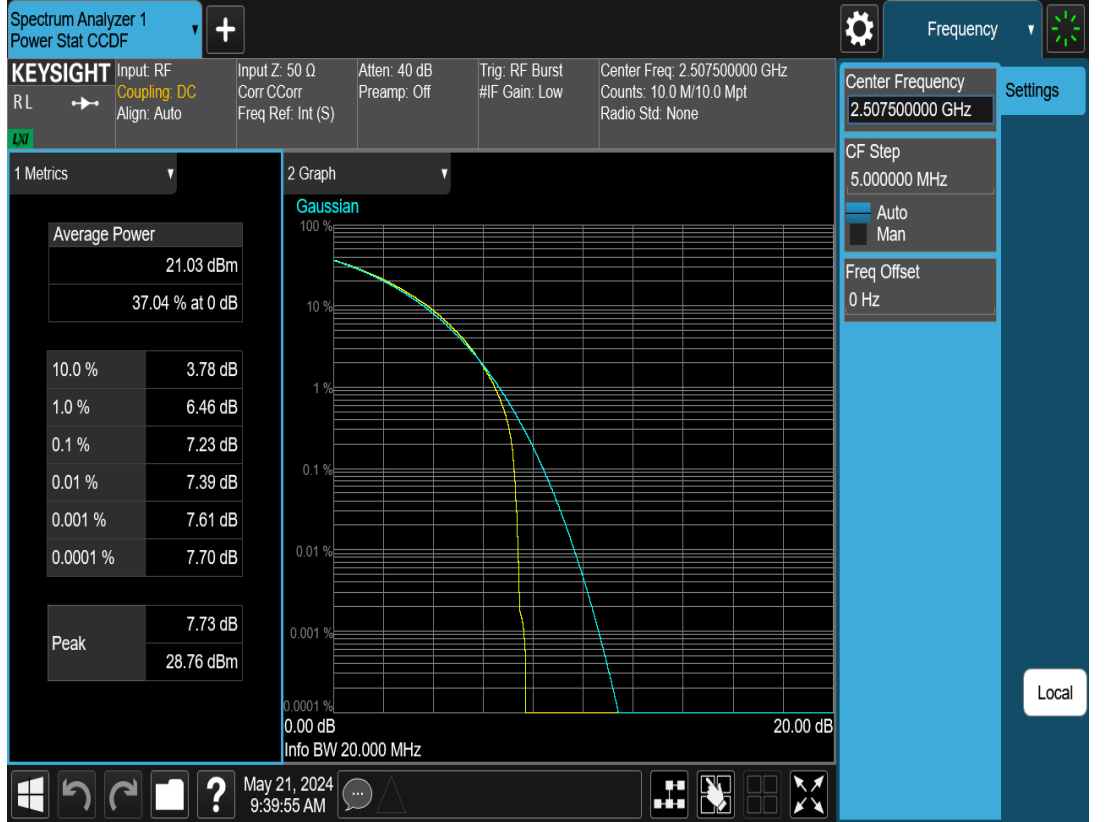 Spectrum Analyzer 1
Power Stat CCDF
+
Frequency
KEYSIGHT
R L
LXI
Input: RF
Coupling: DC
Align: Auto
Input Z: 50 Ω
Corr CCorr
Freq Ref: Int (S)
Atten: 40 dB
Preamp: Off
Trig: RF Burst
#IF Gain: Low
Center Freq: 2.507500000 GHz
Counts: 10.0 M/10.0 Mpt
Radio Std: None
Center Frequency
2.507500000 GHz
Settings
CF Step
5.000000 MHz
Auto
Man
Freq Offset
0 Hz
1 Metrics
Average Power
21.03 dBm
37.04 % at 0 dB
10.0 % 3.78 dB
1.0 % 6.46 dB
0.1 % 7.23 dB
0.01 % 7.39 dB
0.001 % 7.61 dB
0.0001 % 7.70 dB
Peak
7.73 dB
28.76 dBm
2 Graph
Gaussian
100 %
10 %
1 %
0.1 %
0.01 %
0.001 %
0.0001 %
0.00 dB 20.00 dB
Info BW 20.000 MHz
Local
?
May 21, 2024
9:39:55 AM